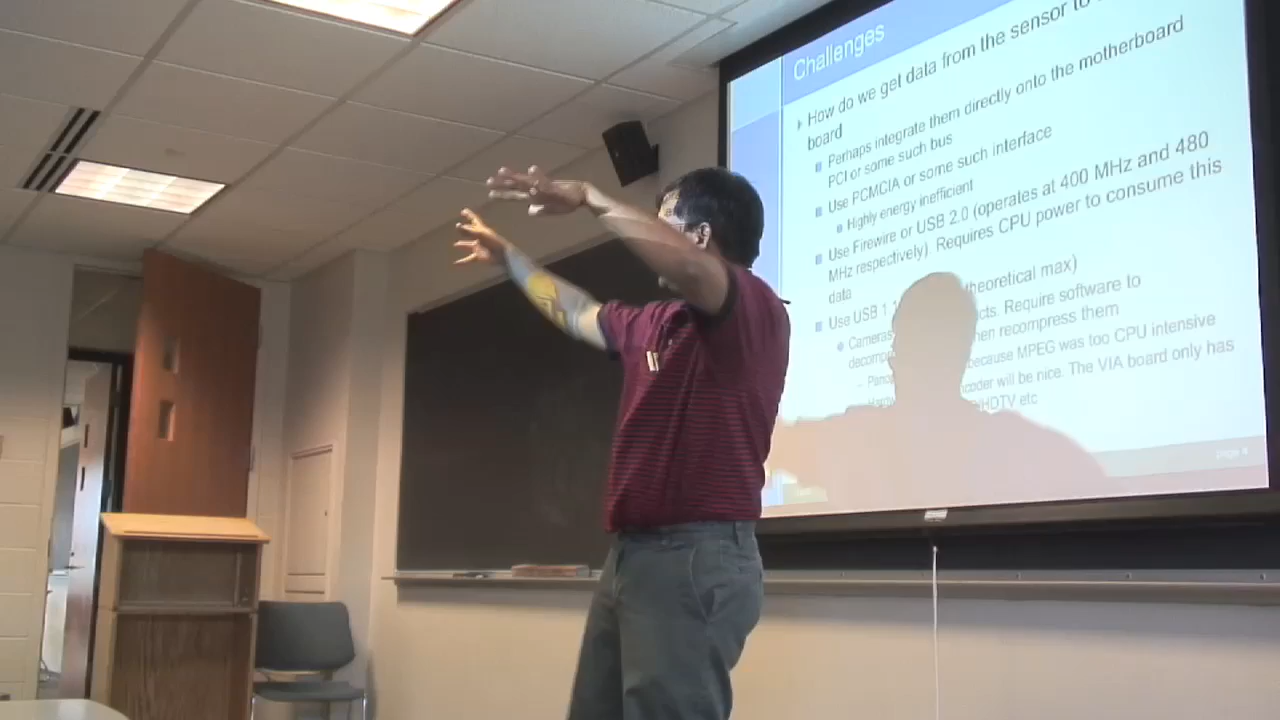 Challenges
How do we get data from the sensor to
board
Perhaps integrate them directly onto the motherboard
PCI or some such bus
Use PCMCIA or some such interface
Highly energy inefficient
Use Firewire or USB 2.0 (operates at 400 MHz and 480
MHz respectively). Requires CPU power to consume this
data
Use USB 1.1 theoretical max)
Cameras cts. Require software to
decomp hen recompress them
because MPEG was too CPU intensive
coder will be nice. The VIA board only has
/HDTV etc
page 4